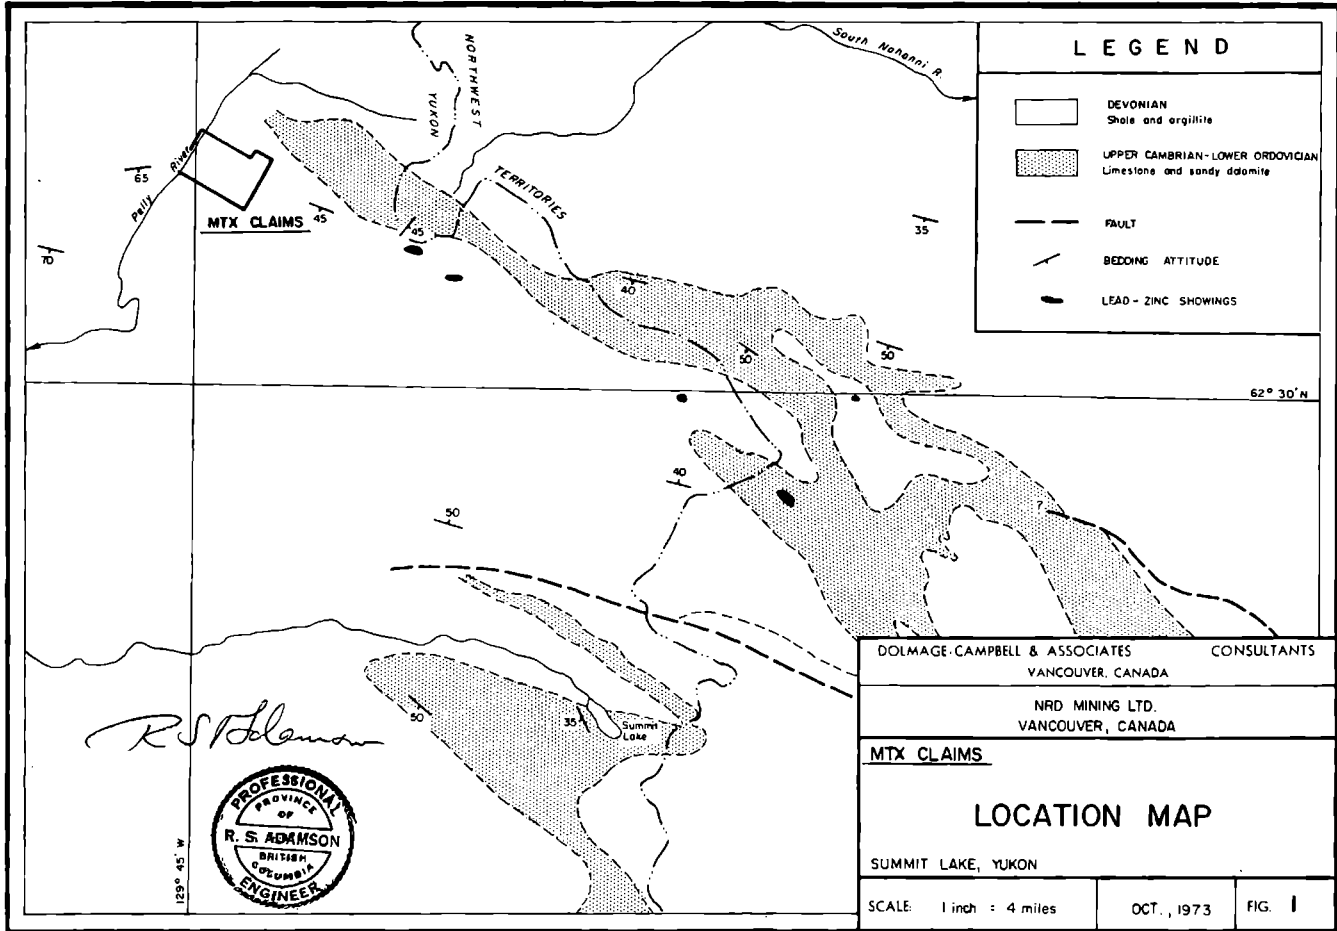 South Nahanni R.
NORTHWEST
YUKON
TERRITORIES
Pelly River
MTX CLAIMS
65
45
70
45
35
40
50
50
62° 30' N
40
50
?
50
35
Summit
Lake
129° 45' W
LEGEND
DEVONIAN
Shale and argillite
UPPER CAMBRIAN-LOWER ORDOVICIAN
Limestone and sandy dolomite
FAULT
BEDDING ATTITUDE
LEAD-ZINC SHOWINGS
R S Adamson
PROFESSIONAL
PROVINCE
OF
R. S. ADAMSON
BRITISH
COLUMBIA
ENGINEER
DOLMAGE-CAMPBELL & ASSOCIATES CONSULTANTS
VANCOUVER, CANADA
NRD MINING LTD.
VANCOUVER, CANADA
MTX CLAIMS
LOCATION MAP
SUMMIT LAKE, YUKON
SCALE: 1 inch = 4 miles
OCT., 1973
FIG. 1